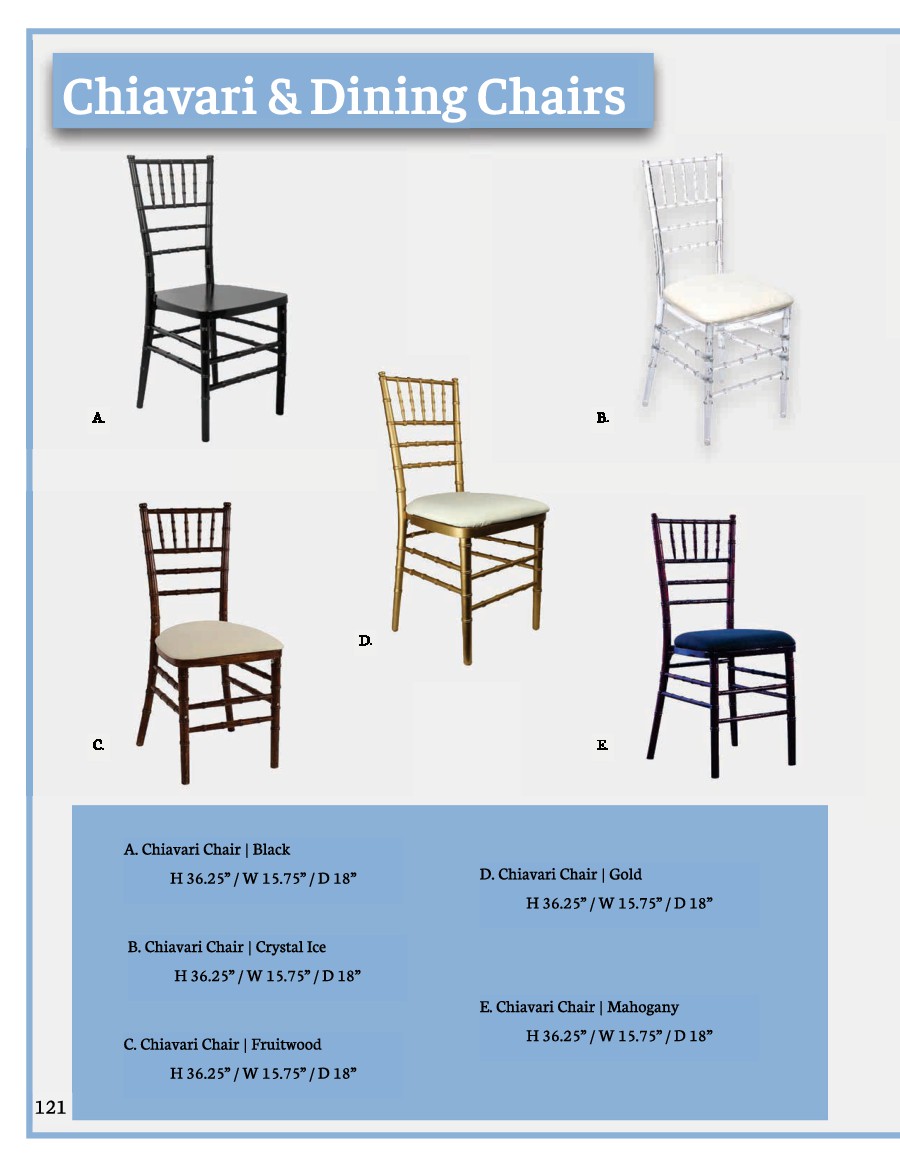 Chiavari & Dining Chairs
A.
B.
D.
C.
E.
A. Chiavari Chair | Black
H 36.25” / W 15.75” / D 18”
B. Chiavari Chair | Crystal Ice
H 36.25” / W 15.75” / D 18”
C. Chiavari Chair | Fruitwood
H 36.25” / W 15.75” / D 18”
D. Chiavari Chair | Gold
H 36.25” / W 15.75” / D 18”
E. Chiavari Chair | Mahogany
H 36.25” / W 15.75” / D 18”
121